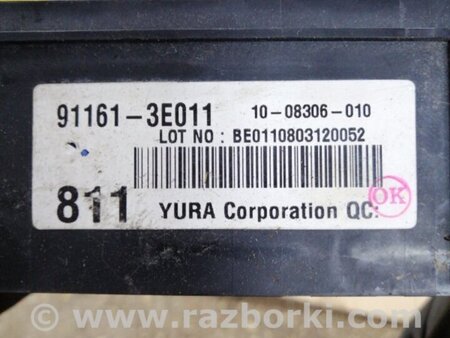 91161-3E011 10-08306-010
LOT NO : BE0110803120052
811 YURA Corporation QC:
OK
www.razborki.com